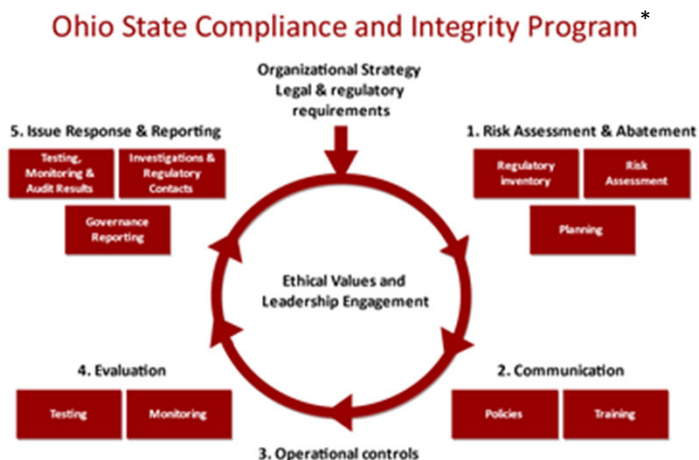 Ohio State Compliance and Integrity Program*
Organizational Strategy
Legal & regulatory
requirements
1. Risk Assessment & Abatement
Regulatory
inventory
Risk
Assessment
Planning
2. Communication
Policies
Training
3. Operational controls
4. Evaluation
Testing
Monitoring
5. Issue Response & Reporting
Testing,
Monitoring &
Audit Results
Investigations &
Regulatory
Contacts
Governance
Reporting
Ethical Values and
Leadership Engagement